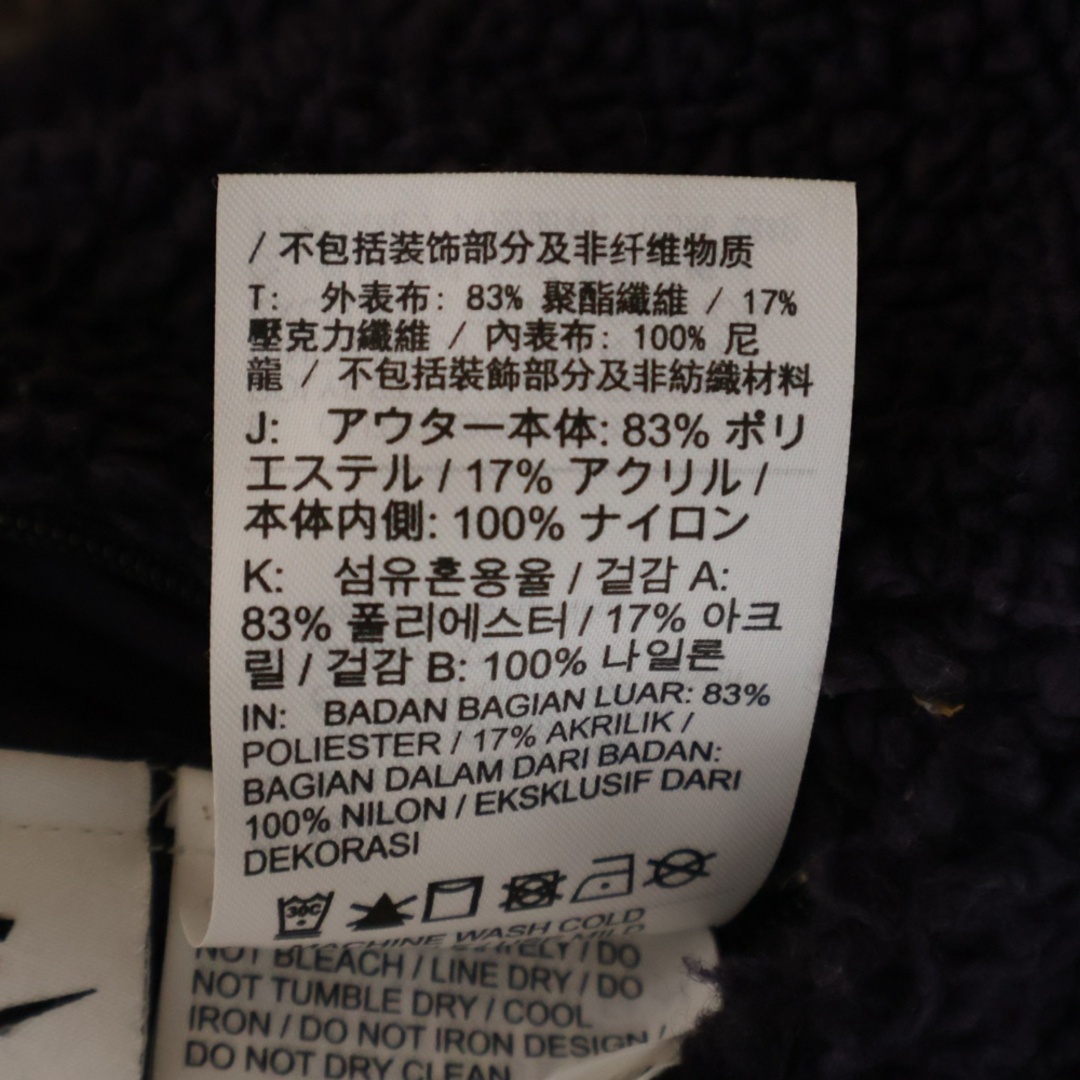 / 不包括装饰部分及非纤维物质
T: 外表布: 83% 聚酯纖維 / 17%
壓克力纖維 / 內表布: 100% 尼
龍 / 不包括裝飾部分及非紡織材料
J: アウター本体: 83% ポリ
エステル / 17% アクリル /
本体内側: 100% ナイロン
K: 섬유혼용율 / 겉감 A:
83% 폴리에스터 / 17% 아크
릴 / 겉감 B: 100% 나일론
IN: BADAN BAGIAN LUAR: 83%
POLIESTER / 17% AKRILIK /
BAGIAN DALAM DARI BADAN:
100% NILON / EKSKLUSIF DARI
DEKORASI
30C
MACHINE WASH COLD
NOT BLEACH / LINE DRY / DO
NOT TUMBLE DRY / COOL
IRON / DO NOT IRON DESIGN /
DO NOT DRY CLEAN